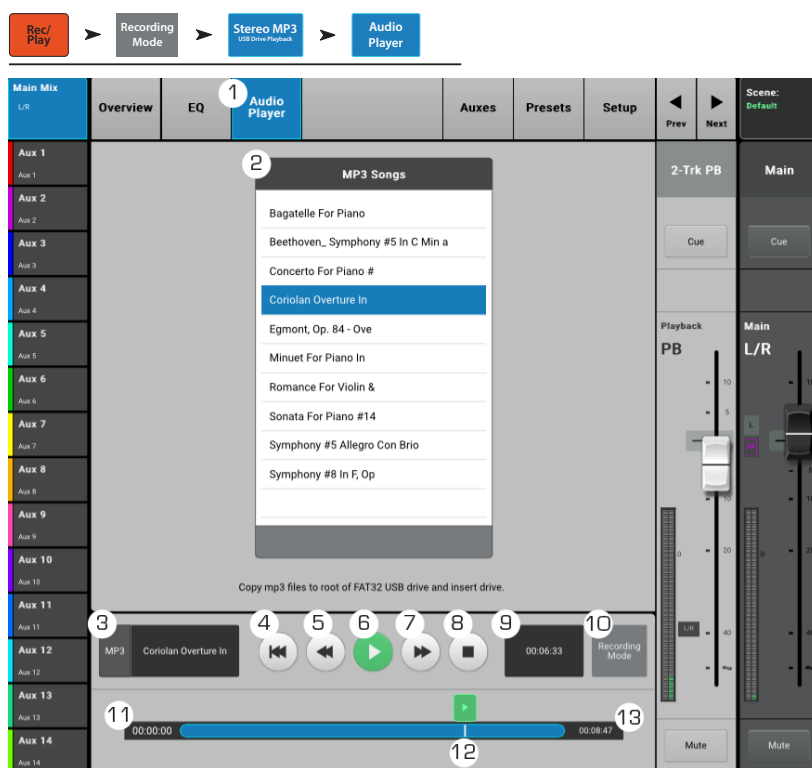 Rec/
Play
Recording
Mode
Stereo MP3
USB Drive Playback
Audio
Player
Main Mix
L/R
Overview
EQ
1
Audio
Player
Auxes
Presets
Setup
Prev
Next
Scene:
Default
Aux 1
Aux 1
Aux 2
Aux 2
Aux 3
Aux 3
Aux 4
Aux 4
Aux 5
Aux 5
Aux 6
Aux 6
Aux 7
Aux 7
Aux 8
Aux 8
Aux 9
Aux 9
Aux 10
Aux 10
Aux 11
Aux 11
Aux 12
Aux 12
Aux 13
Aux 13
Aux 14
Aux 14
2
MP3 Songs
Bagatelle For Piano
Beethoven_ Symphony #5 In C Min a
Concerto For Piano #
Coriolan Overture In
Egmont, Op. 84 - Ove
Minuet For Piano In
Romance For Violin &
Sonata For Piano #14
Symphony #5 Allegro Con Brio
Symphony #8 In F, Op
Copy mp3 files to root of FAT32 USB drive and insert drive.
3
MP3
Coriolan Overture In
4
5
6
7
8
9
00:06:33
10
Recording
Mode
11
00:00:00
12
00:08:47
13
2-Trk PB
Cue
Playback
PB
10
5
10
20
40
0
L/R
Mute
Main
Cue
Main
L/R
L
0
Mute